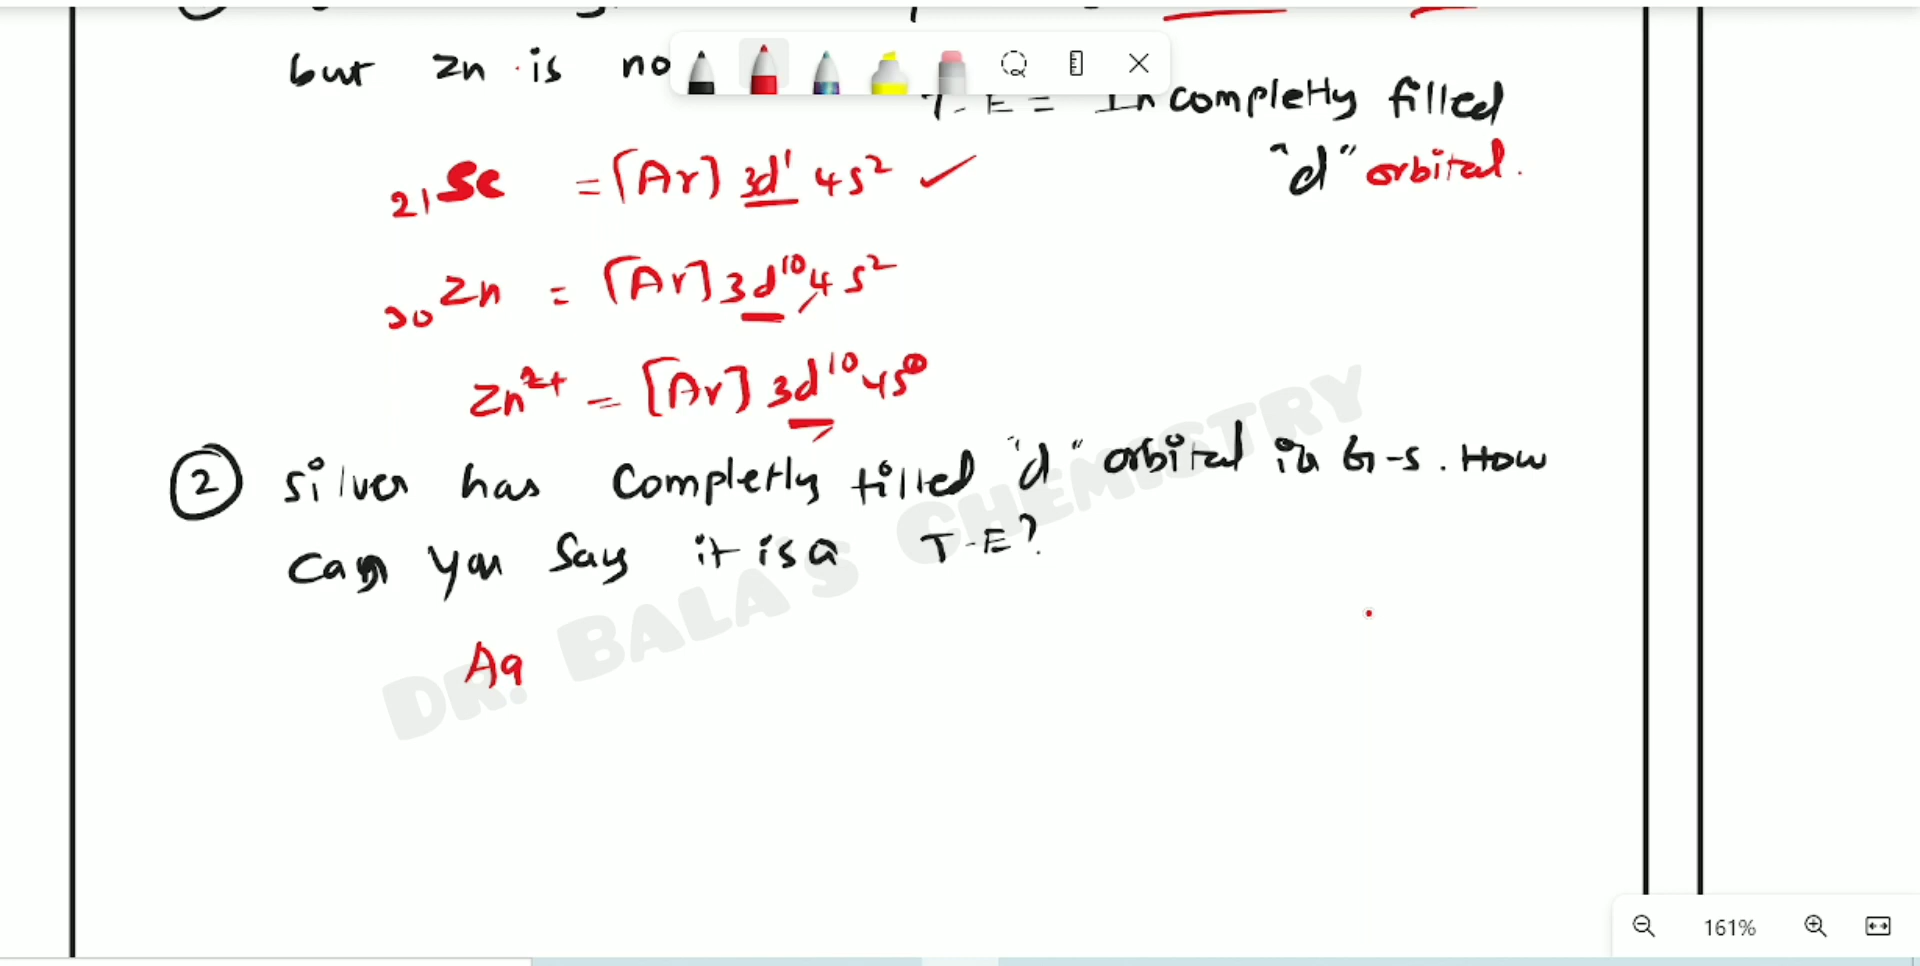 but Zn is no
T-E = Incompletly filled
"d" orbital.
21Sc = [Ar] 3d¹ 4s² ✓
30Zn = [Ar] 3d¹⁰ 4s²
Zn²⁺ = [Ar] 3d¹⁰ 4s⁰
② Silver has Completly filled "d" orbital in G-S. How
can you Say it is a T-E?
Ag
DR. BALA'S CHEMISTRY
161%